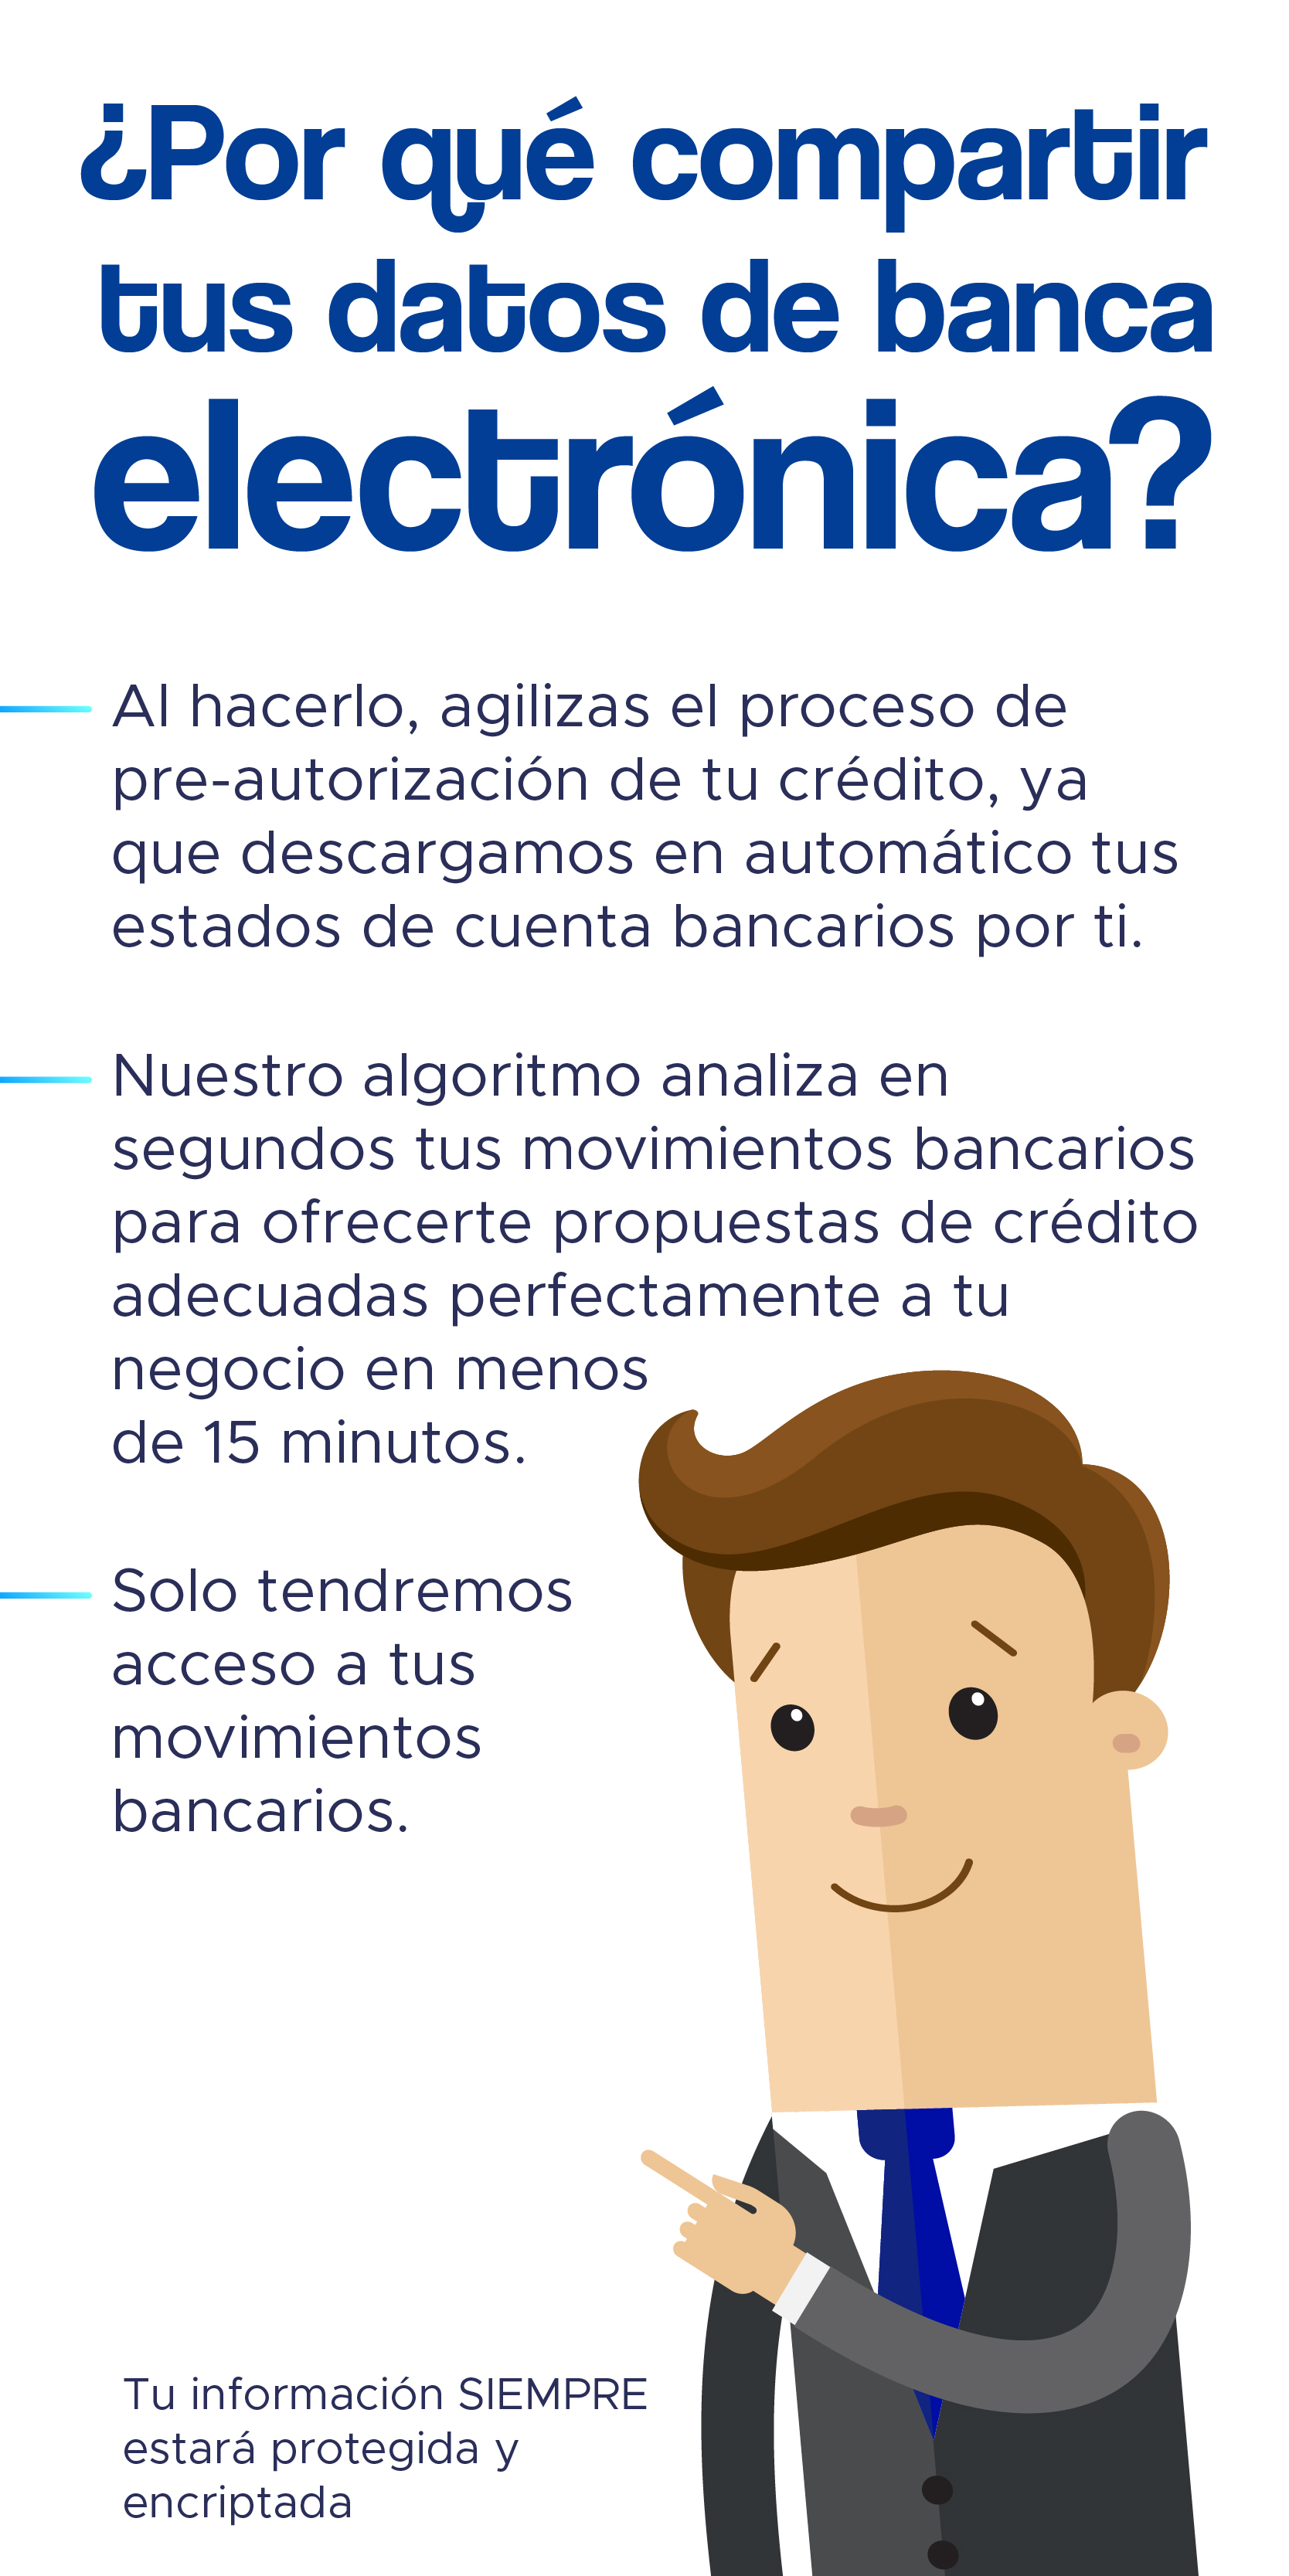 ¿Por qué compartir
tus datos de banca
electrónica?
Al hacerlo, agilizas el proceso de
pre-autorización de tu crédito, ya
que descargamos en automático tus
estados de cuenta bancarios por ti.
Nuestro algoritmo analiza en
segundos tus movimientos bancarios
para ofrecerte propuestas de crédito
adecuadas perfectamente a tu
negocio en menos
de 15 minutos.
Solo tendremos
acceso a tus
movimientos
bancarios.
Tu información SIEMPRE
estará protegida y
encriptada